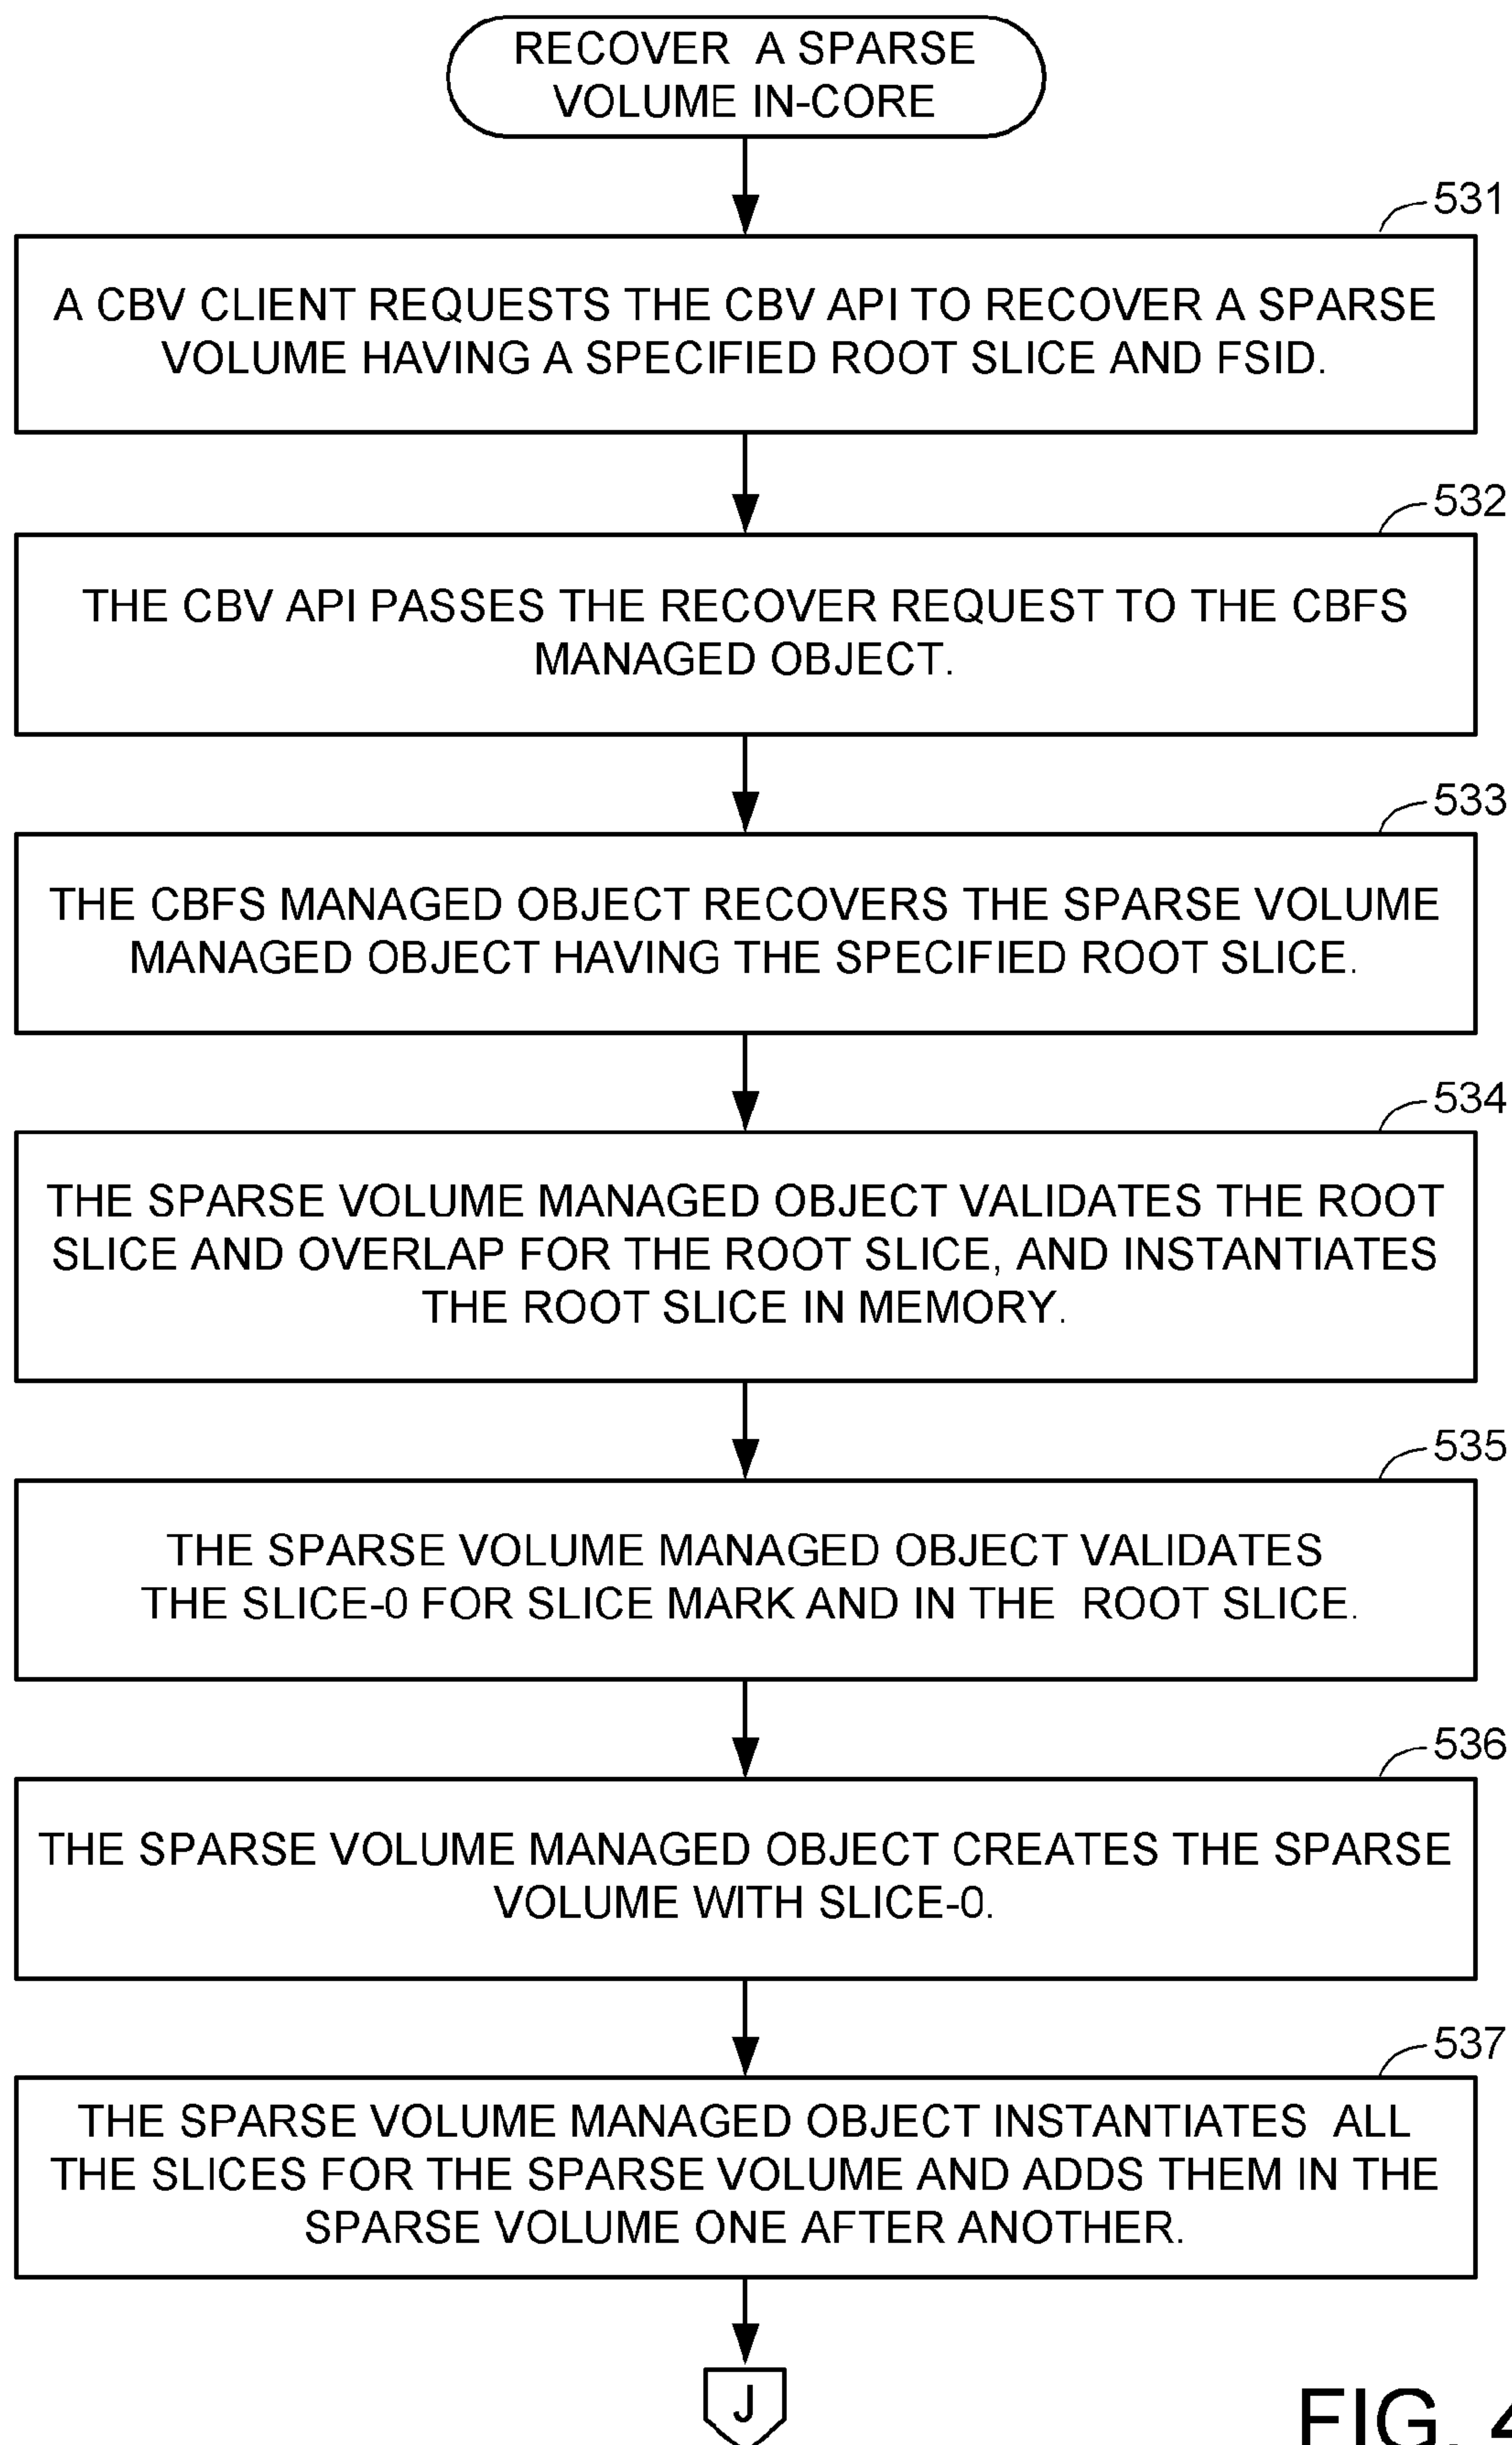 RECOVER A SPARSE
VOLUME IN-CORE
531
A CBV CLIENT REQUESTS THE CBV API TO RECOVER A SPARSE
VOLUME HAVING A SPECIFIED ROOT SLICE AND FSID.
532
THE CBV API PASSES THE RECOVER REQUEST TO THE CBFS
MANAGED OBJECT.
533
THE CBFS MANAGED OBJECT RECOVERS THE SPARSE VOLUME
MANAGED OBJECT HAVING THE SPECIFIED ROOT SLICE.
534
THE SPARSE VOLUME MANAGED OBJECT VALIDATES THE ROOT
SLICE AND OVERLAP FOR THE ROOT SLICE, AND INSTANTIATES
THE ROOT SLICE IN MEMORY.
535
THE SPARSE VOLUME MANAGED OBJECT VALIDATES
THE SLICE-0 FOR SLICE MARK AND IN THE ROOT SLICE.
536
THE SPARSE VOLUME MANAGED OBJECT CREATES THE SPARSE
VOLUME WITH SLICE-0.
537
THE SPARSE VOLUME MANAGED OBJECT INSTANTIATES ALL
THE SLICES FOR THE SPARSE VOLUME AND ADDS THEM IN THE
SPARSE VOLUME ONE AFTER ANOTHER.
J
FIG.